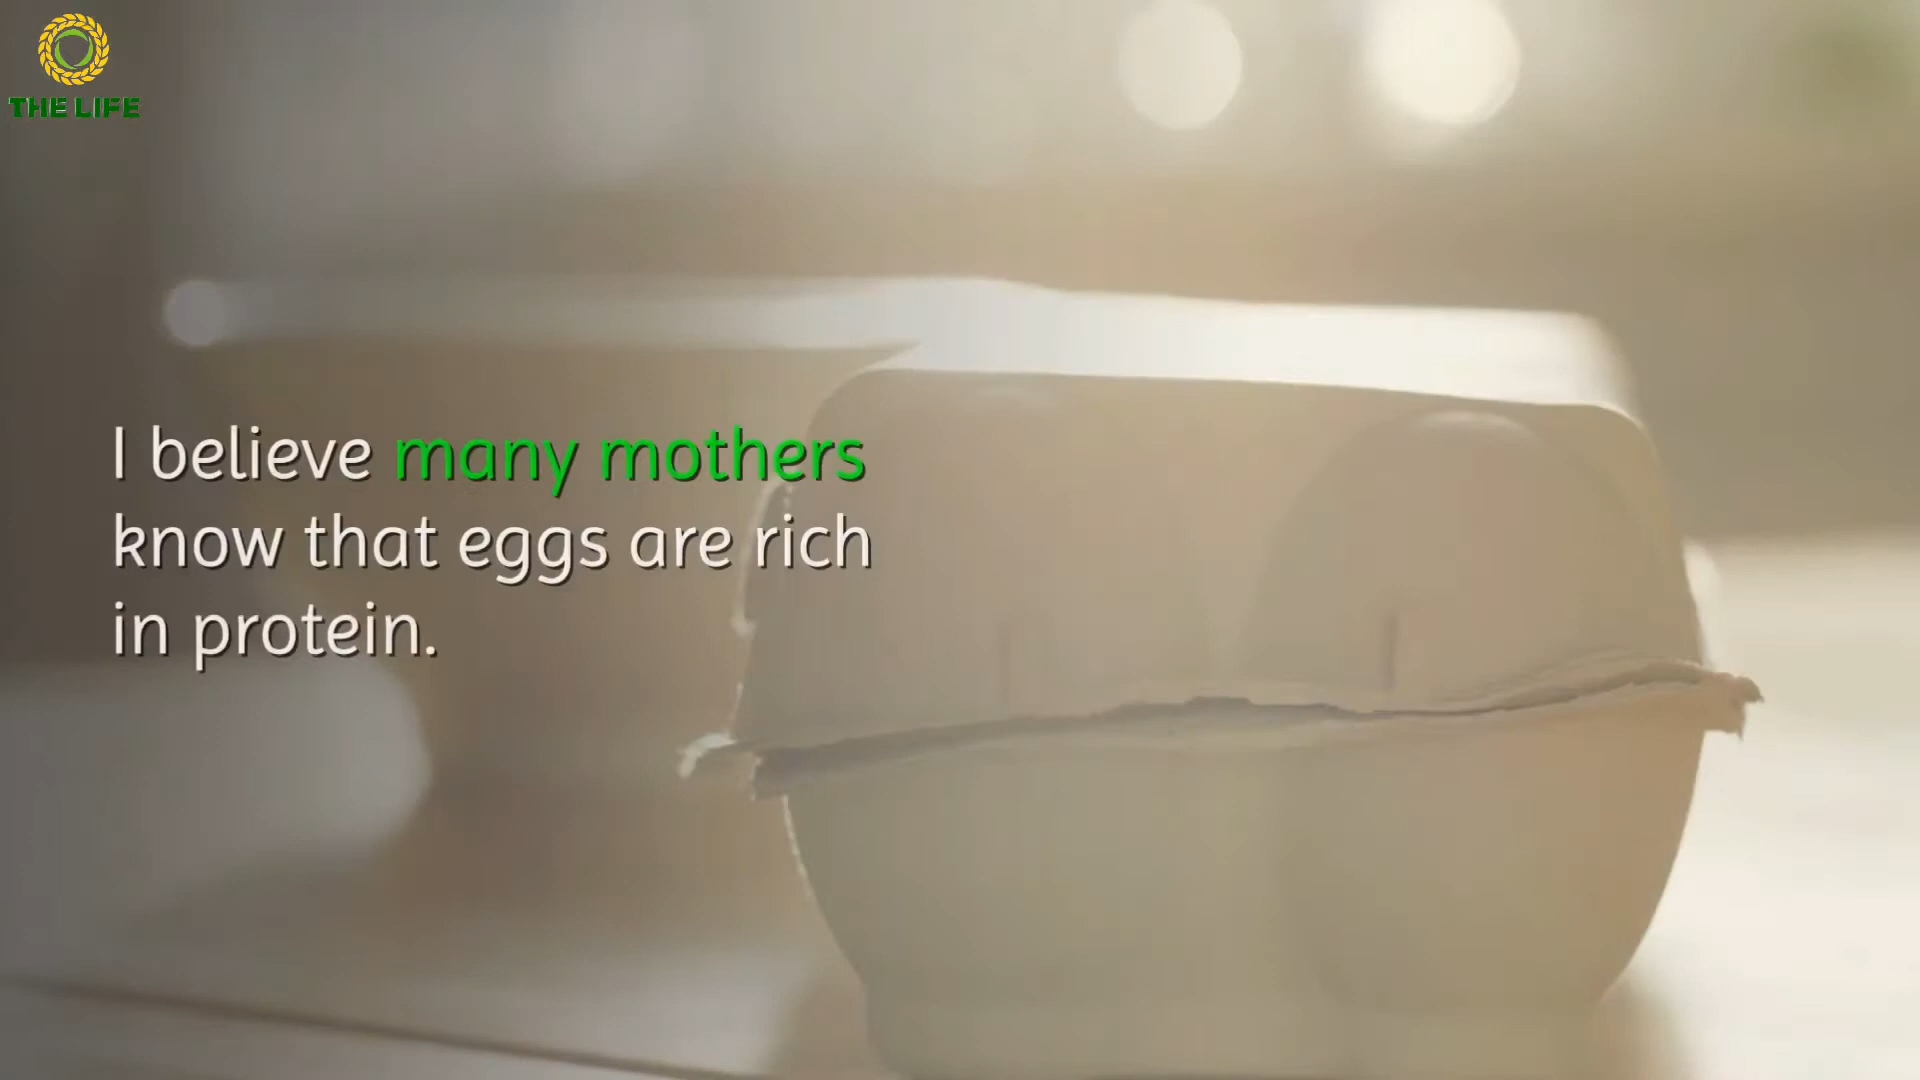 THE LIFE
I believe many mothers
know that eggs are rich
in protein.